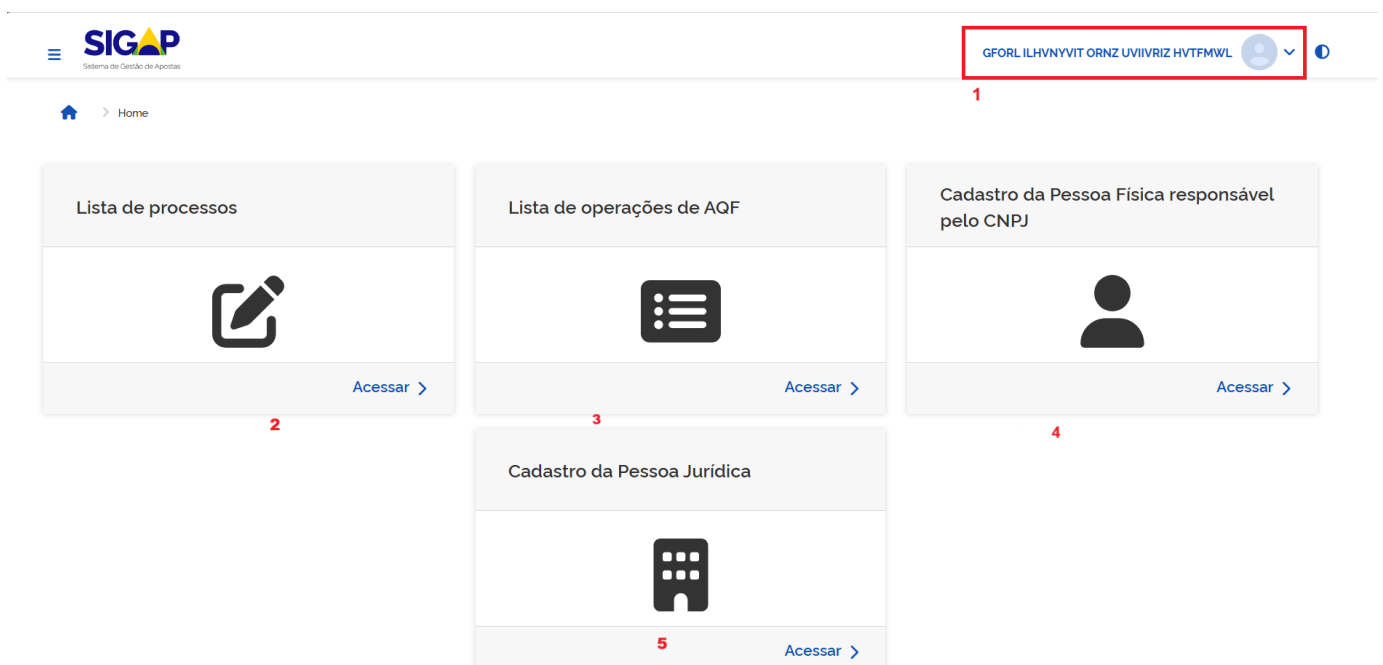 SIGAP
Sistema de Gestão de Apostas
GFORL ILHVNYVIT ORNZ UVIIVRIZ HVTFMWL
1
> Home
Lista de processos
Lista de operações de AQF
Cadastro da Pessoa Física responsável
pelo CNPJ
Acessar >
Acessar >
Acessar >
2
3
4
Cadastro da Pessoa Jurídica
5
Acessar >